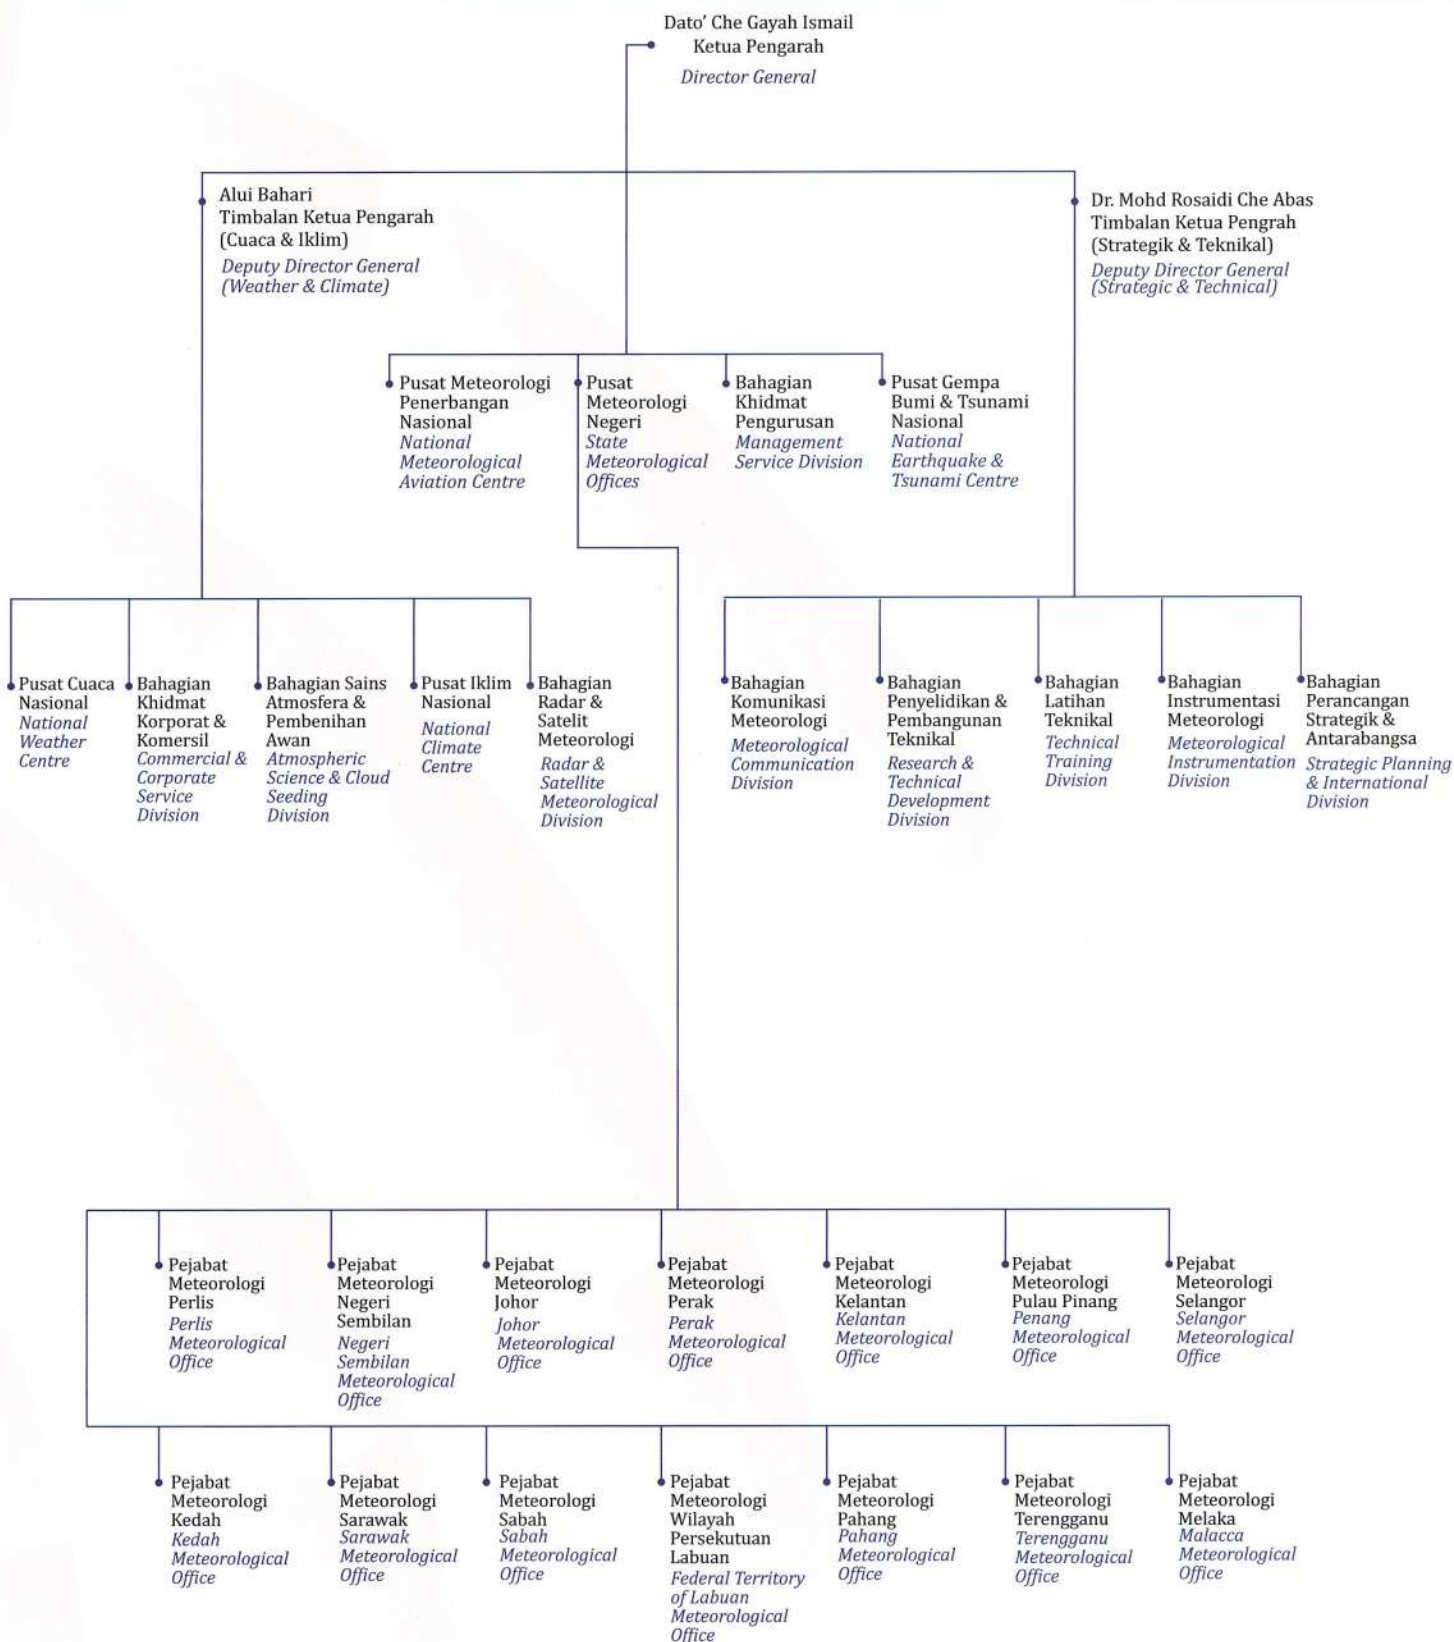 Dato' Che Gayah Ismail
Ketua Pengarah
Director General
Alui Bahari
Timbalan Ketua Pengarah
(Cuaca & Iklim)
Deputy Director General
(Weather & Climate)
Dr. Mohd Rosaidi Che Abas
Timbalan Ketua Pengrah
(Strategik & Teknikal)
Deputy Director General
(Strategic & Technical)
Pusat Meteorologi
Penerbangan
Nasional
National
Meteorological
Aviation Centre
Pusat
Meteorologi
Negeri
State
Meteorological
Offices
Bahagian
Khidmat
Pengurusan
Management
Service Division
Pusat Gempa
Bumi & Tsunami
Nasional
National
Earthquake &
Tsunami Centre
Pusat Cuaca
Nasional
National
Weather
Centre
Bahagian
Khidmat
Korporat &
Komersil
Commercial &
Corporate
Service
Division
Bahagian Sains
Atmosfera &
Pembenihan
Awan
Atmospheric
Science & Cloud
Seeding
Division
Pusat Iklim
Nasional
National
Climate
Centre
Bahagian
Radar &
Satelit
Meteorologi
Radar &
Satellite
Meteorological
Division
Bahagian
Komunikasi
Meteorologi
Meteorological
Communication
Division
Bahagian
Penyelidikan &
Pembangunan
Teknikal
Research &
Technical
Development
Division
Bahagian
Latihan
Teknikal
Technical
Training
Division
Bahagian
Instrumentasi
Meteorologi
Meteorological
Instrumentation
Division
Bahagian
Perancangan
Strategik &
Antarabangsa
Strategic Planning
& International
Division
Pejabat
Meteorologi
Perlis
Perlis
Meteorological
Office
Pejabat
Meteorologi
Negeri
Sembilan
Negeri
Sembilan
Meteorological
Office
Pejabat
Meteorologi
Johor
Johor
Meteorological
Office
Pejabat
Meteorologi
Perak
Perak
Meteorological
Office
Pejabat
Meteorologi
Kelantan
Kelantan
Meteorological
Office
Pejabat
Meteorologi
Pulau Pinang
Penang
Meteorological
Office
Pejabat
Meteorologi
Selangor
Selangor
Meteorological
Office
Pejabat
Meteorologi
Kedah
Kedah
Meteorological
Office
Pejabat
Meteorologi
Sarawak
Sarawak
Meteorological
Office
Pejabat
Meteorologi
Sabah
Sabah
Meteorological
Office
Pejabat
Meteorologi
Wilayah
Persekutuan
Labuan
Federal Territory
of Labuan
Meteorological
Office
Pejabat
Meteorologi
Pahang
Pahang
Meteorological
Office
Pejabat
Meteorologi
Terengganu
Terengganu
Meteorological
Office
Pejabat
Meteorologi
Melaka
Malacca
Meteorological
Office